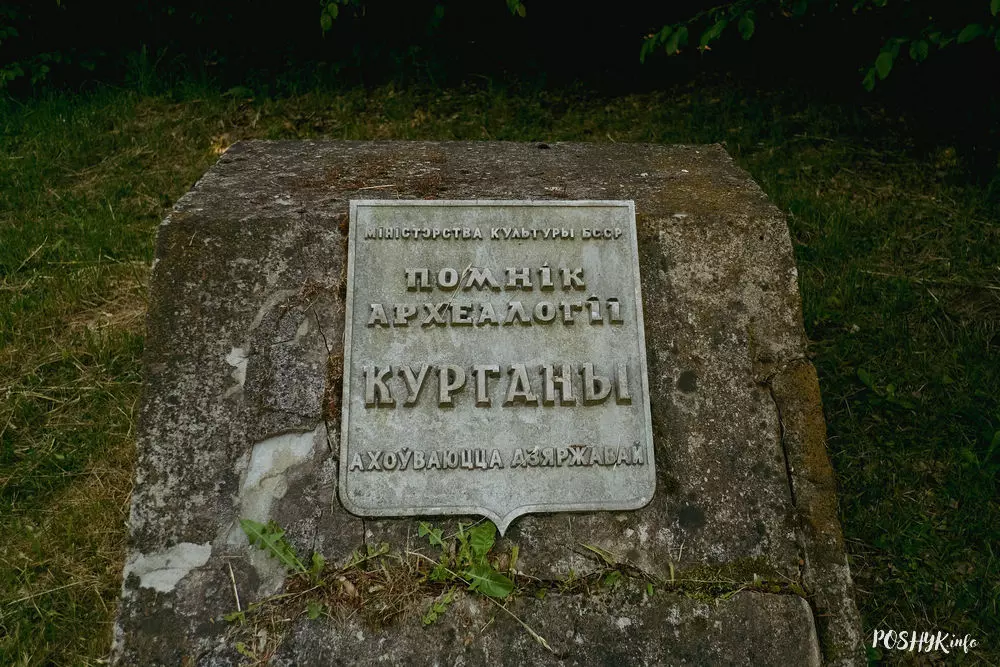 МІНІСТЭРСТВА КУЛЬТУРЫ БССР
ПОМНІК
АРХЕАЛОГІІ
КУРГАНЫ
АХОЎВАЮЦЦА ДЗЯРЖАВАЙ
POSHYK.info